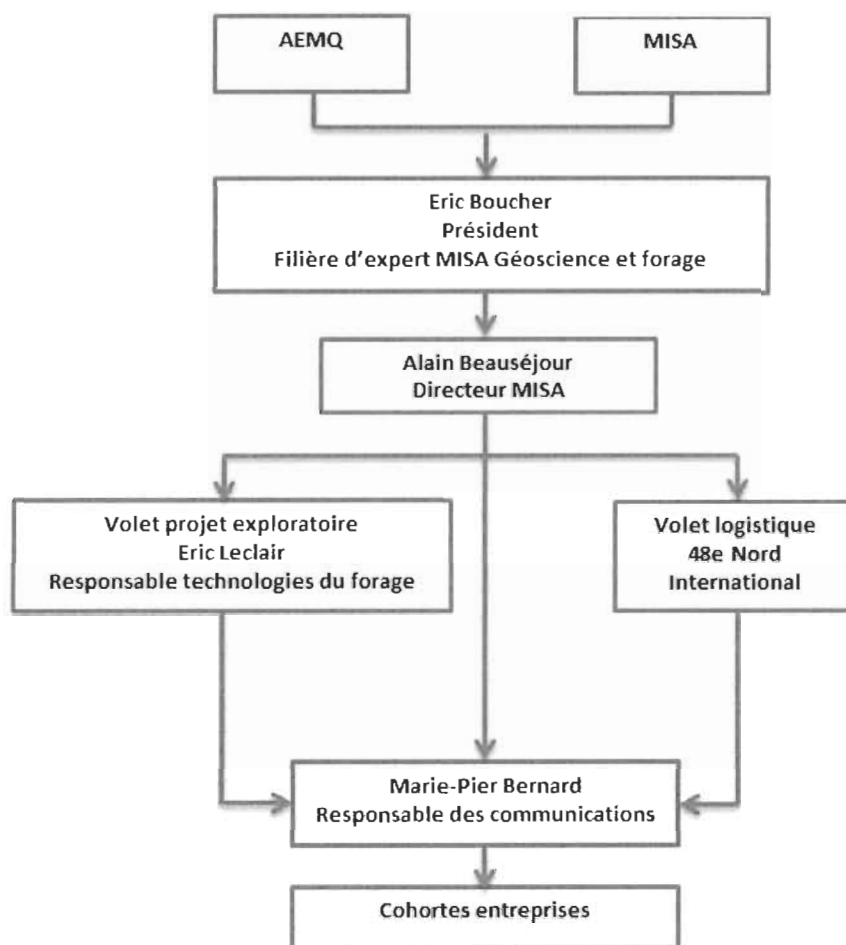 AEMQ
MISA
Eric Boucher
Président
Filière d'expert MISA Géoscience et forage
Alain Beauséjour
Directeur MISA
Volet projet exploratoire
Eric Leclair
Responsable technologies du forage
Volet logistique
48e Nord
International
Marie-Pier Bernard
Responsable des communications
Cohortes entreprises